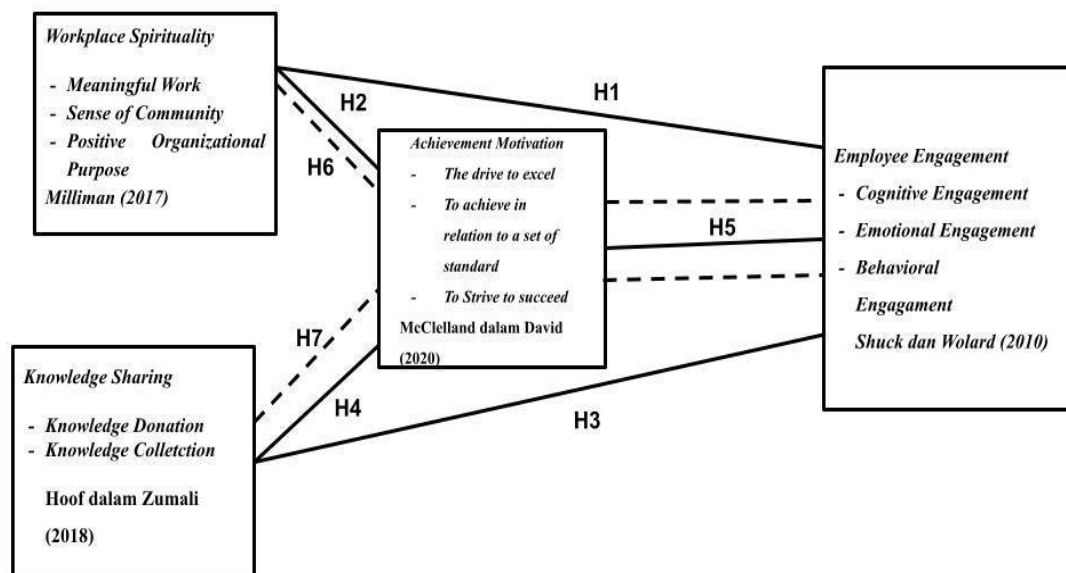 Workplace Spirituality
- Meaningful Work
- Sense of Community
- Positive Organizational
Purpose
Milliman (2017)
H1
H2
H6
Achievement Motivation
- The drive to excel
- To achieve in
relation to a set of
standard
- To Strive to succeed
McClelland dalam David
(2020)
H5
Employee Engagement
- Cognitive Engagement
- Emotional Engagement
- Behavioral
Engagament
Shuck dan Wolard (2010)
H7
H4
H3
Knowledge Sharing
- Knowledge Donation
- Knowledge Colletction
Hoof dalam Zumali
(2018)